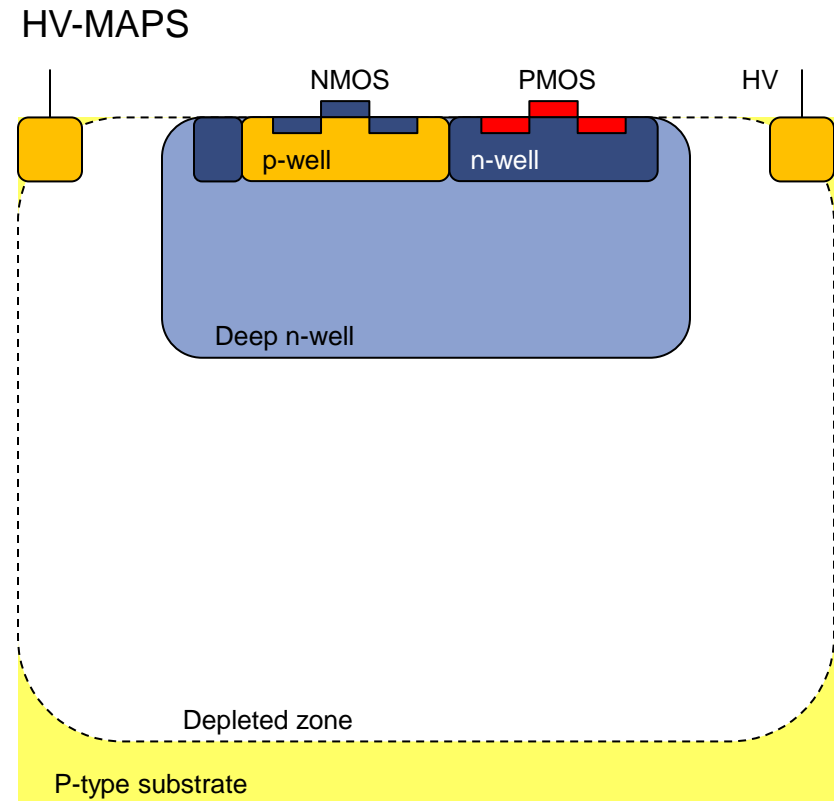 HV-MAPS
NMOS
PMOS
HV
p-well
n-well
Deep n-well
Depleted zone
P-type substrate